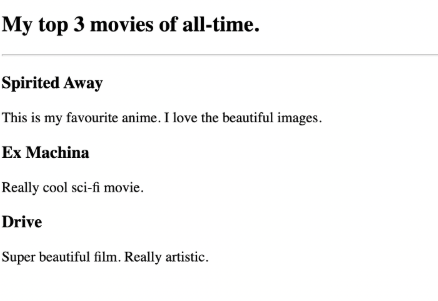 My top 3 movies of all-time.
Spirited Away
This is my favourite anime. I love the beautiful images.
Ex Machina
Really cool sci-fi movie.
Drive
Super beautiful film. Really artistic.